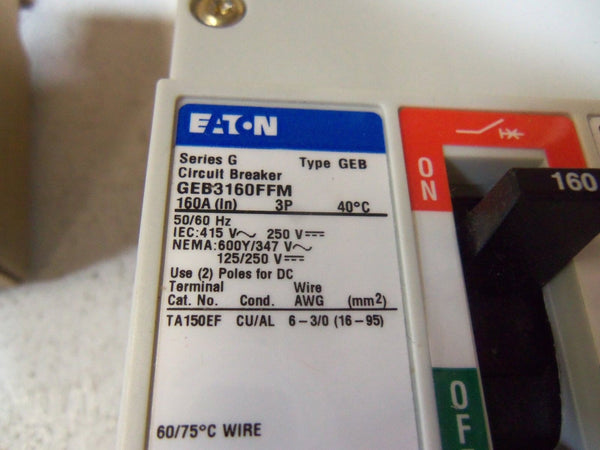 EATON
Series G Type GEB
Circuit Breaker
GEB3160FFM
160A (In) 3P 40°C
50/60 Hz
IEC:415 V∿ 250 V⎓
NEMA:600Y/347 V∿
125/250 V⎓
Use (2) Poles for DC
Terminal Wire
Cat. No. Cond. AWG (mm²)
TA150EF CU/AL 6-3/0 (16-95)
60/75°C WIRE
ON
160
OF